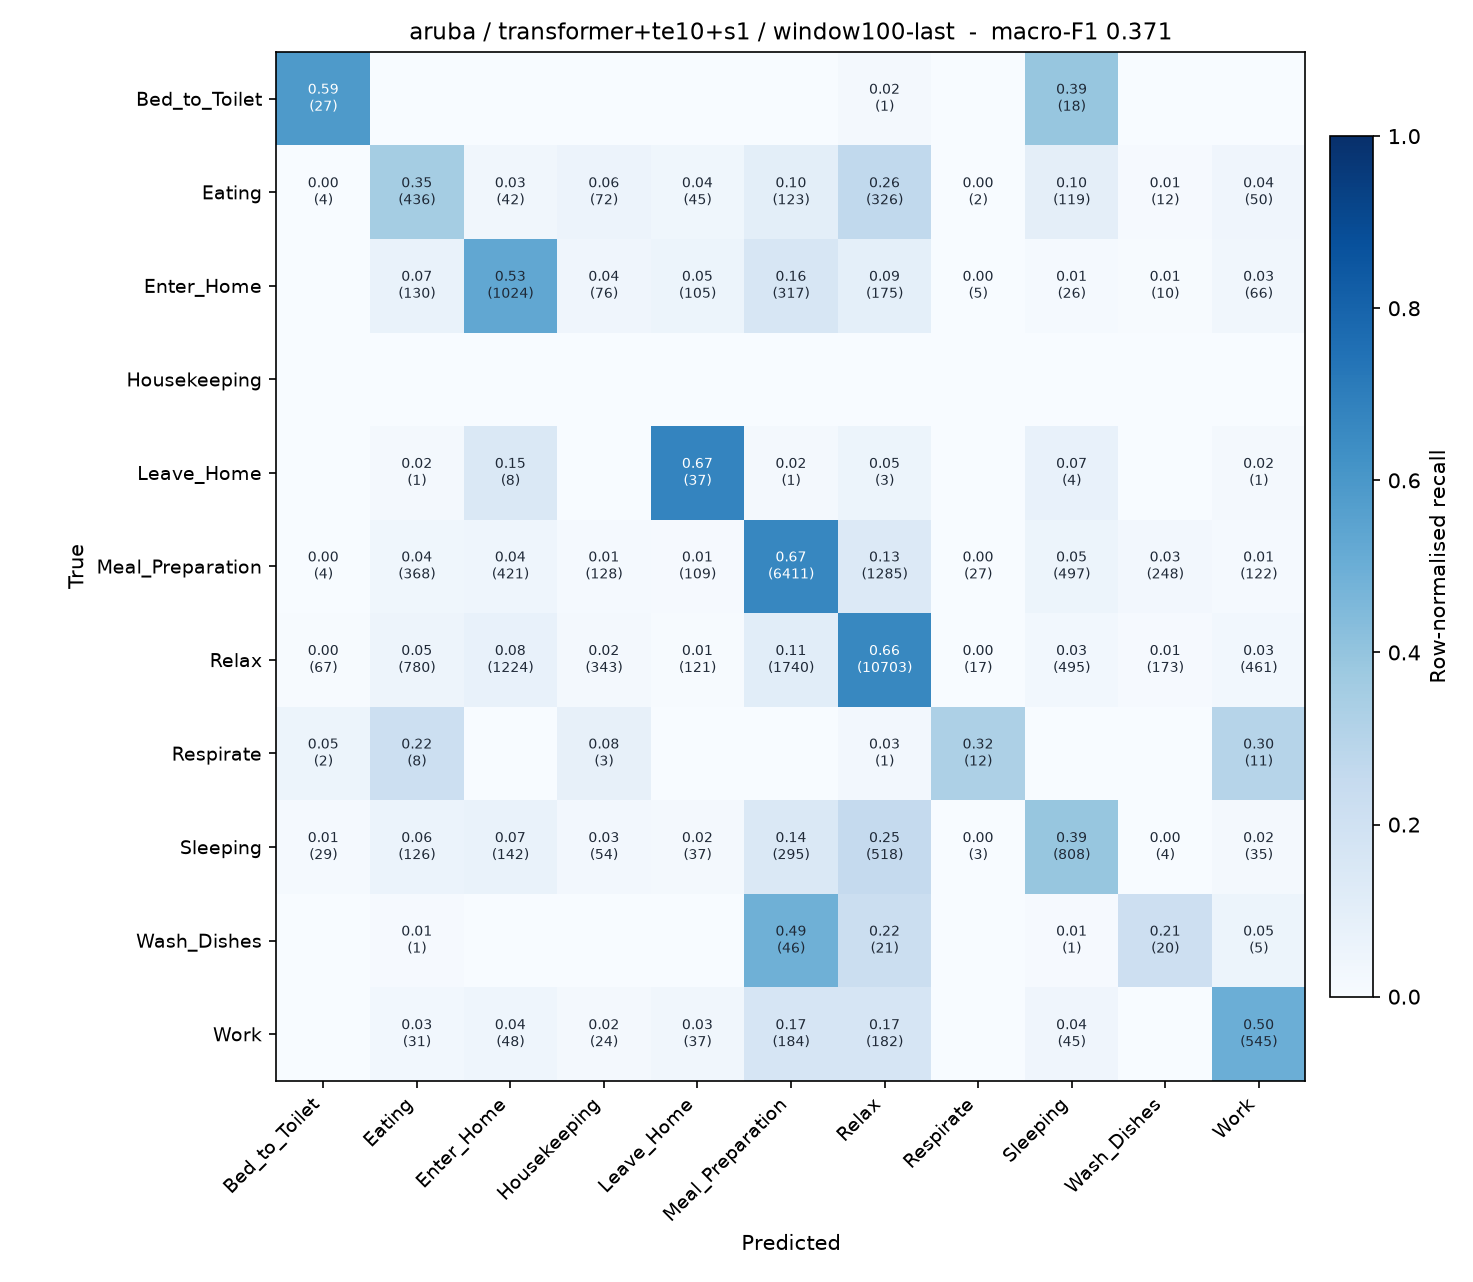 aruba / transformer+te10+s1 / window100-last  -  macro-F1 0.371
Bed_to_Toilet
0.59 0.02 0.39
(27) (1) (18)
Eating
0.00 0.35 0.03 0.06 0.04 0.10 0.26 0.00 0.10 0.01 0.04
(4) (436) (42) (72) (45) (123) (326) (2) (119) (12) (50)
Enter_Home
0.07 0.53 0.04 0.05 0.16 0.09 0.00 0.01 0.01 0.03
(130) (1024) (76) (105) (317) (175) (5) (26) (10) (66)
Housekeeping
Leave_Home
0.02 0.15 0.67 0.02 0.05 0.07 0.02
(1) (8) (37) (1) (3) (4) (1)
Meal_Preparation
0.00 0.04 0.04 0.01 0.01 0.67 0.13 0.00 0.05 0.03 0.01
(4) (368) (421) (128) (109) (6411) (1285) (27) (497) (248) (122)
Relax
0.00 0.05 0.08 0.02 0.01 0.11 0.66 0.00 0.03 0.01 0.03
(67) (780) (1224) (343) (121) (1740) (10703) (17) (495) (173) (461)
Respirate
0.05 0.22 0.08 0.03 0.32 0.30
(2) (8) (3) (1) (12) (11)
Sleeping
0.01 0.06 0.07 0.03 0.02 0.14 0.25 0.00 0.39 0.00 0.02
(29) (126) (142) (54) (37) (295) (518) (3) (808) (4) (35)
Wash_Dishes
0.01 0.49 0.22 0.01 0.21 0.05
(1) (46) (21) (1) (20) (5)
Work
0.03 0.04 0.02 0.03 0.17 0.17 0.04 0.50
(31) (48) (24) (37) (184) (182) (45) (545)
True
Bed_to_Toilet
Eating
Enter_Home
Housekeeping
Leave_Home
Meal_Preparation
Relax
Respirate
Sleeping
Wash_Dishes
Work
Predicted
1.0
0.8
0.6
0.4
0.2
0.0
Row-normalised recall